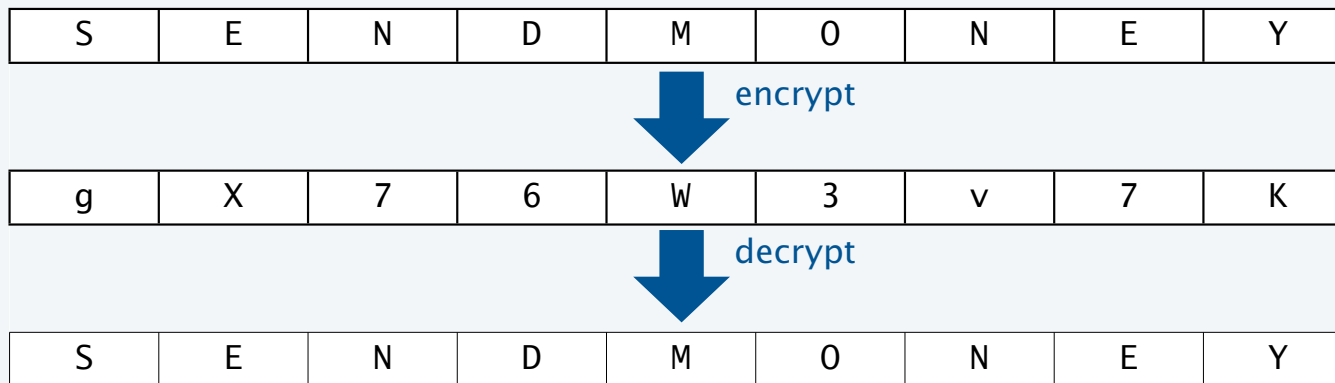 S E N D M O N E Y
encrypt
g X 7 6 W 3 v 7 K
decrypt
S E N D M O N E Y